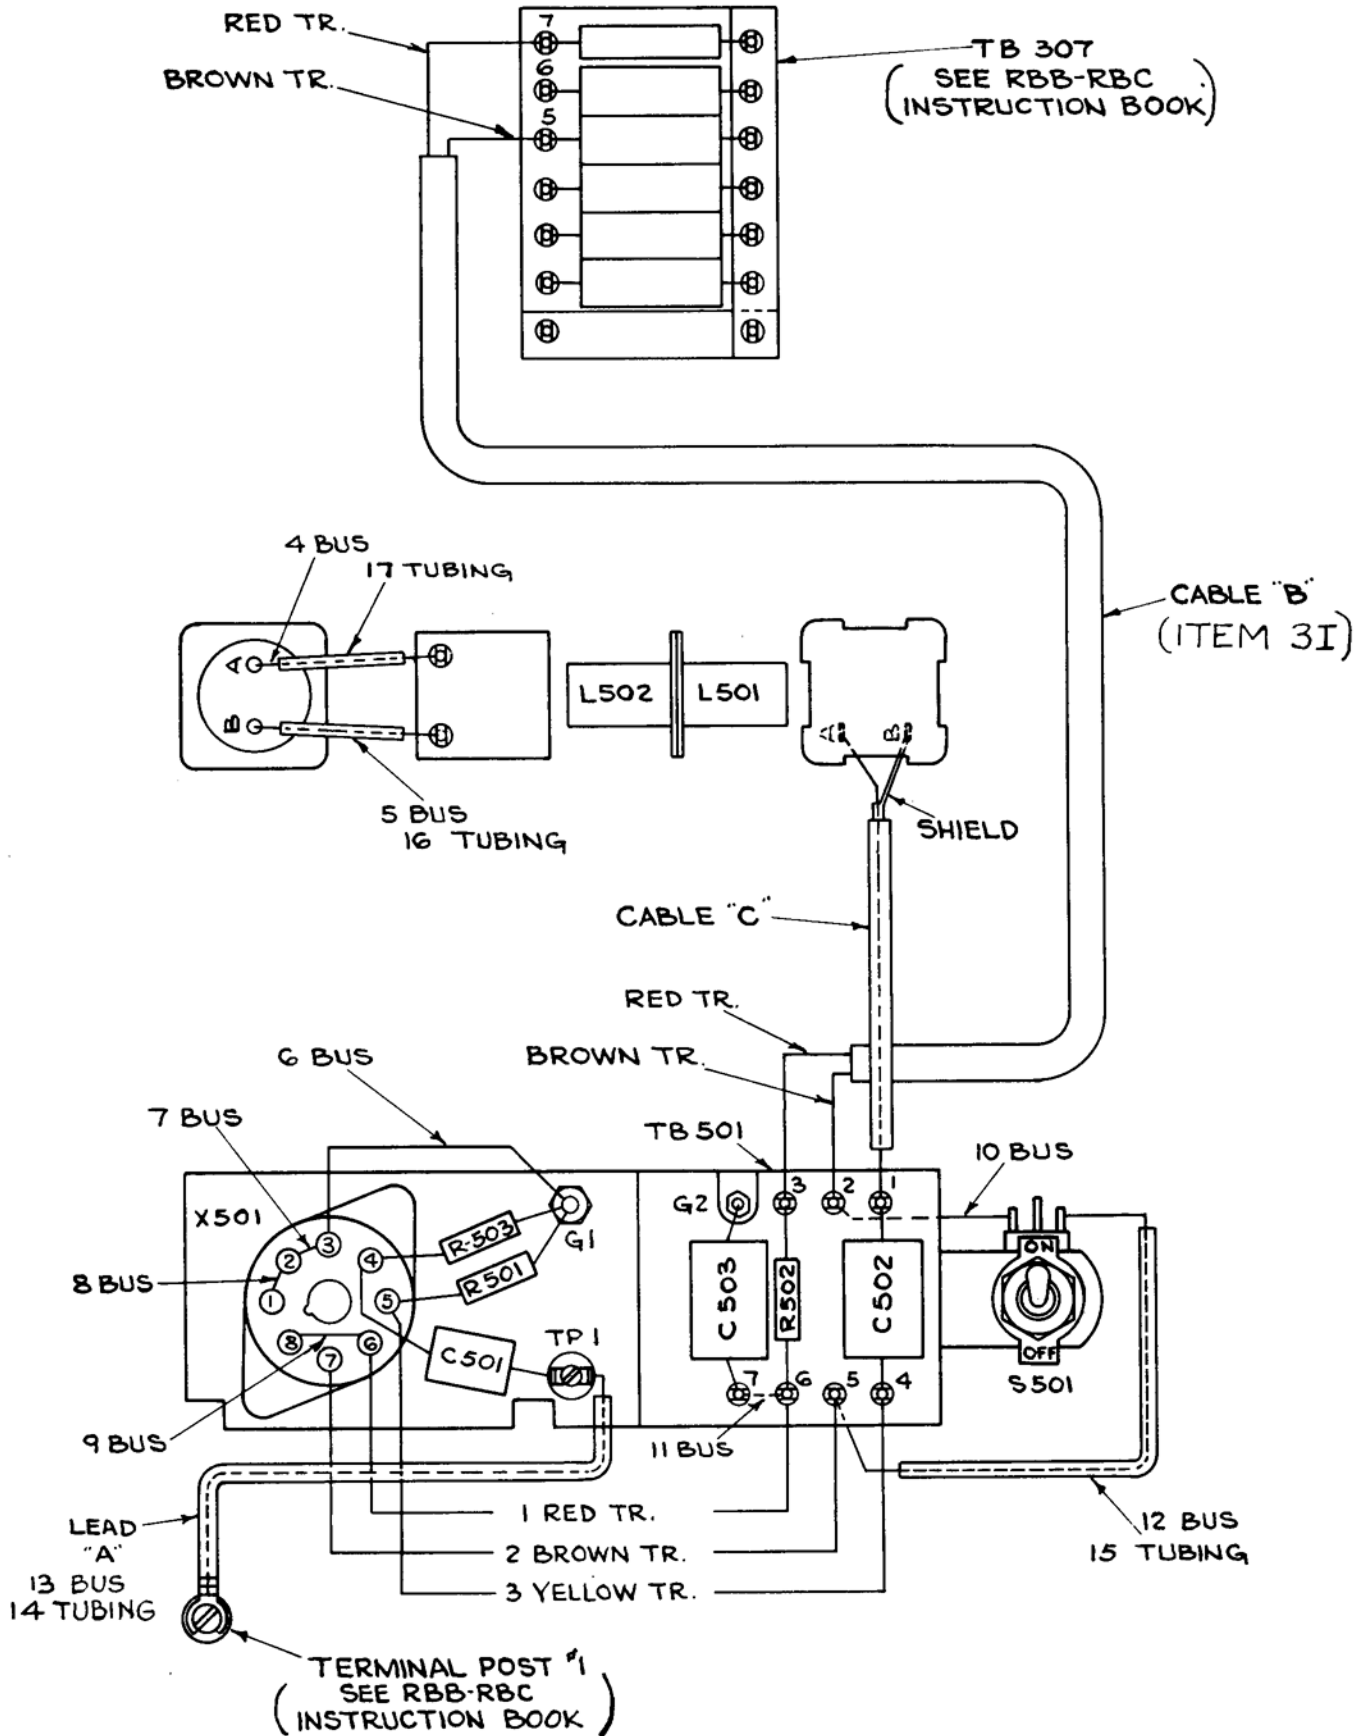 RED TR.
7
TB 307
(SEE RBB-RBC
INSTRUCTION BOOK)
BROWN TR.
6
5
4 BUS
17 TUBING
CABLE "B"
(ITEM 3I)
A
B
L502
L501
A
B
5 BUS
16 TUBING
SHIELD
CABLE "C"
RED TR.
BROWN TR.
6 BUS
7 BUS
TB 501
10 BUS
X501
G1
G2
3
2
1
8 BUS
1
2
3
4
5
6
7
8
R-503
R501
C501
TP 1
C503
R502
C502
ON
OFF
S501
7
6
5
4
9 BUS
11 BUS
LEAD
"A"
13 BUS
14 TUBING
1 RED TR.
2 BROWN TR.
3 YELLOW TR.
12 BUS
15 TUBING
TERMINAL POST #1
(SEE RBB-RBC
INSTRUCTION BOOK)